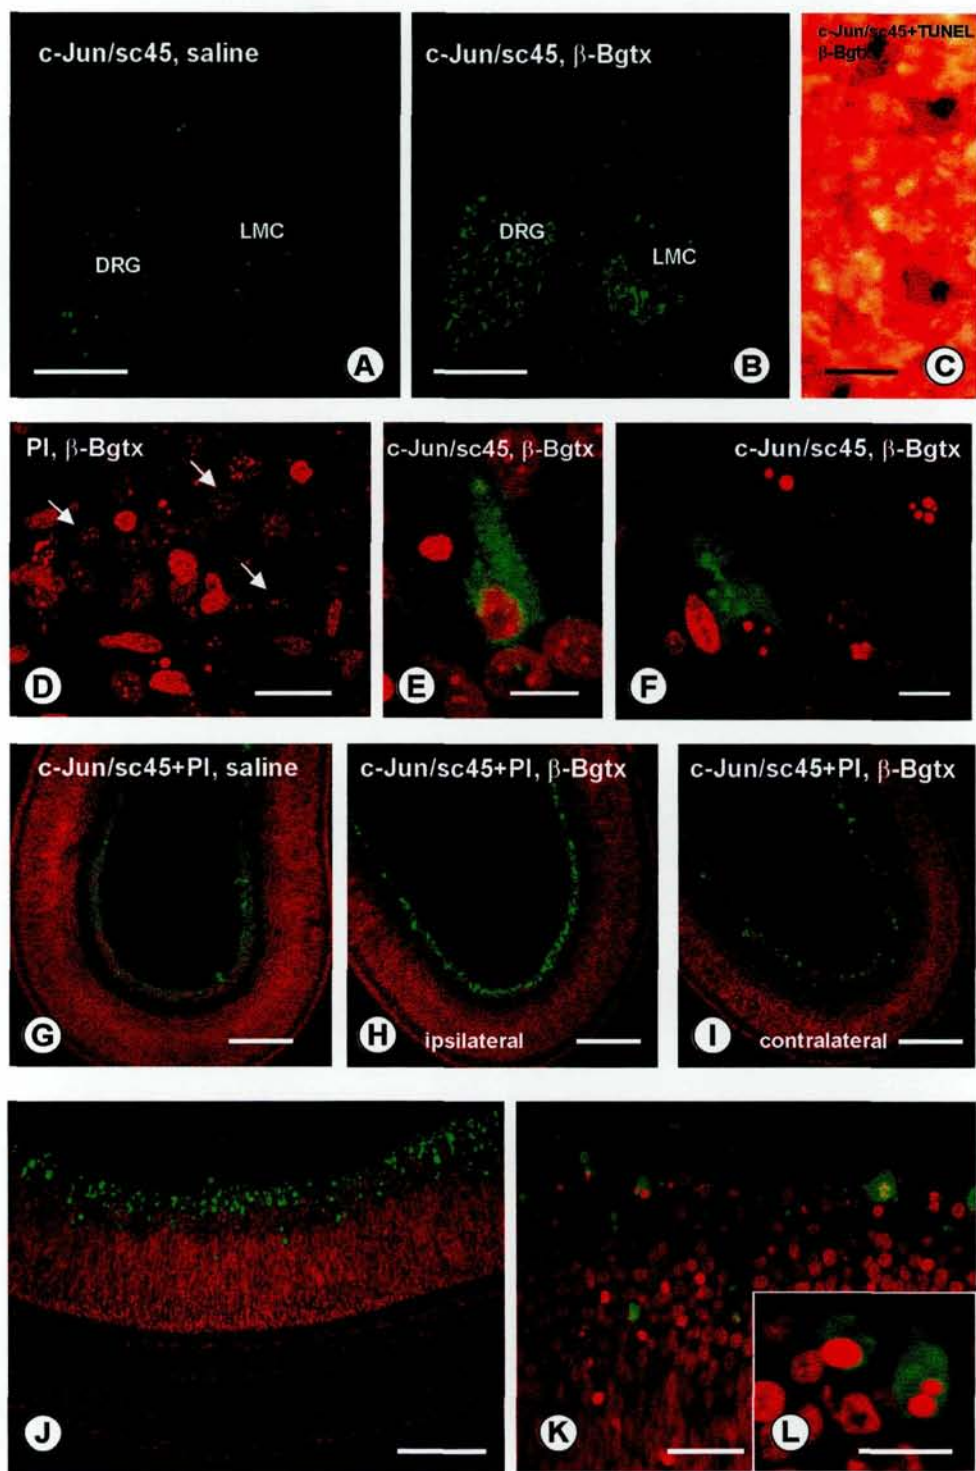 c-Jun/sc45, saline
DRG
LMC
A
c-Jun/sc45, β-Bgtx
DRG
LMC
B
c-Jun/sc45+TUNEL
β-Bgtx
C
PI, β-Bgtx
D
c-Jun/sc45, β-Bgtx
E
c-Jun/sc45, β-Bgtx
F
c-Jun/sc45+PI, saline
G
c-Jun/sc45+PI, β-Bgtx
H
ipsilateral
c-Jun/sc45+PI, β-Bgtx
I
contralateral
J
K
L